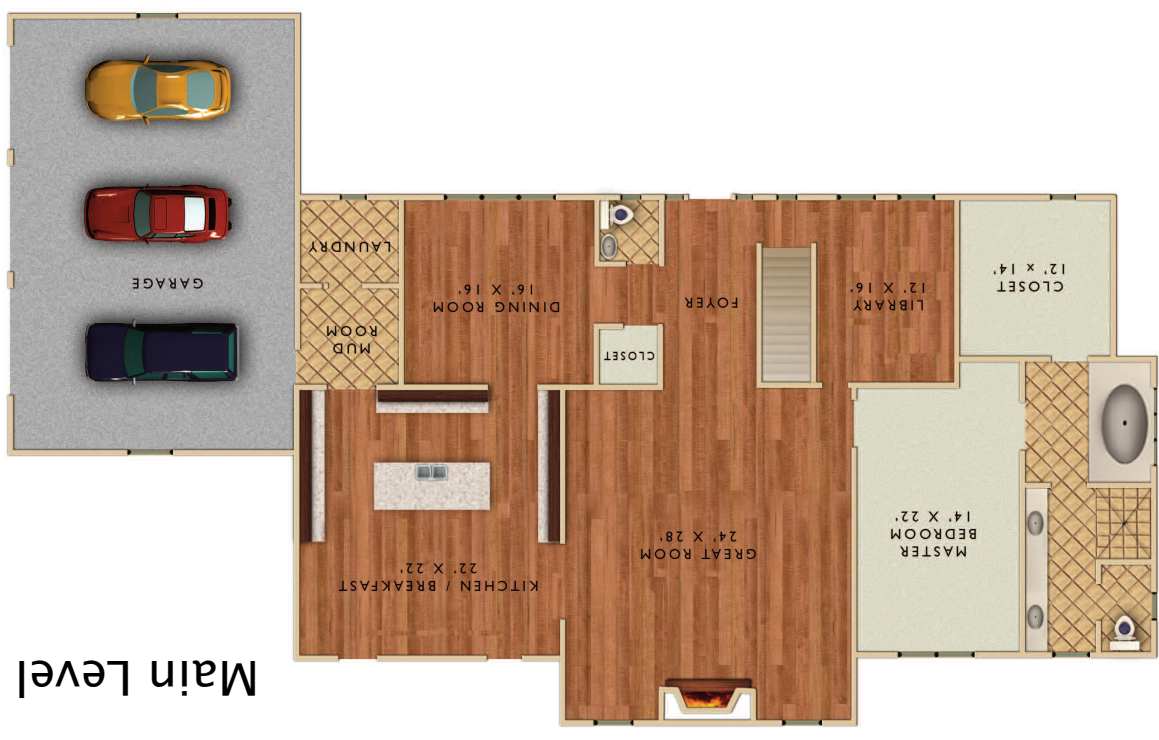 Main Level
KITCHEN / BREAKFAST
22' X 22'
GREAT ROOM
24' X 28'
MASTER
BEDROOM
14' X 22'
MUD
ROOM
CLOSET
DINING ROOM
16' X 16'
FOYER
LIBRARY
12' X 16'
CLOSET
12' x 14'
GARAGE
LAUNDRY